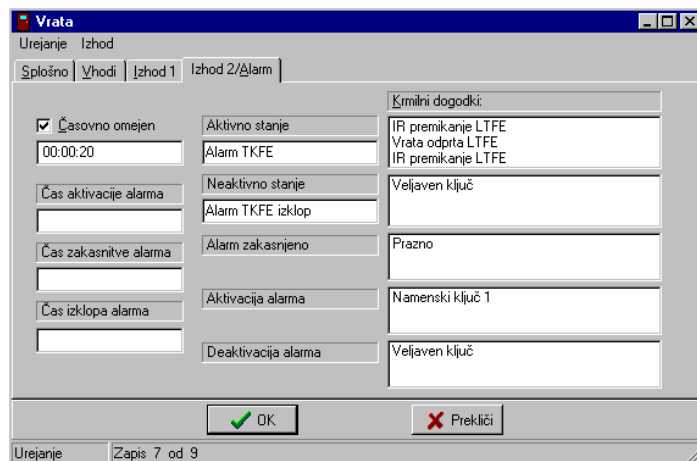 Vrata
Urejanje Izhod
Splošno Vhodi Izhod 1 Izhod 2/Alarm
Krmilni dogodki:
Časovno omejen
00:00:20
Aktivno stanje
Alarm TKFE
IR premikanje LTFE
Vrata odprta LTFE
IR premikanje LTFE
Čas aktivacije alarma
Neaktivno stanje
Alarm TKFE izklop
Veljaven ključ
Čas zakasnitve alarma
Alarm zakasnjeno
Prazno
Čas izklopa alarma
Aktivacija alarma
Namenski ključ 1
Deaktivacija alarma
Veljaven ključ
OK
Prekliči
Urejanje
Zapis 7 od 9